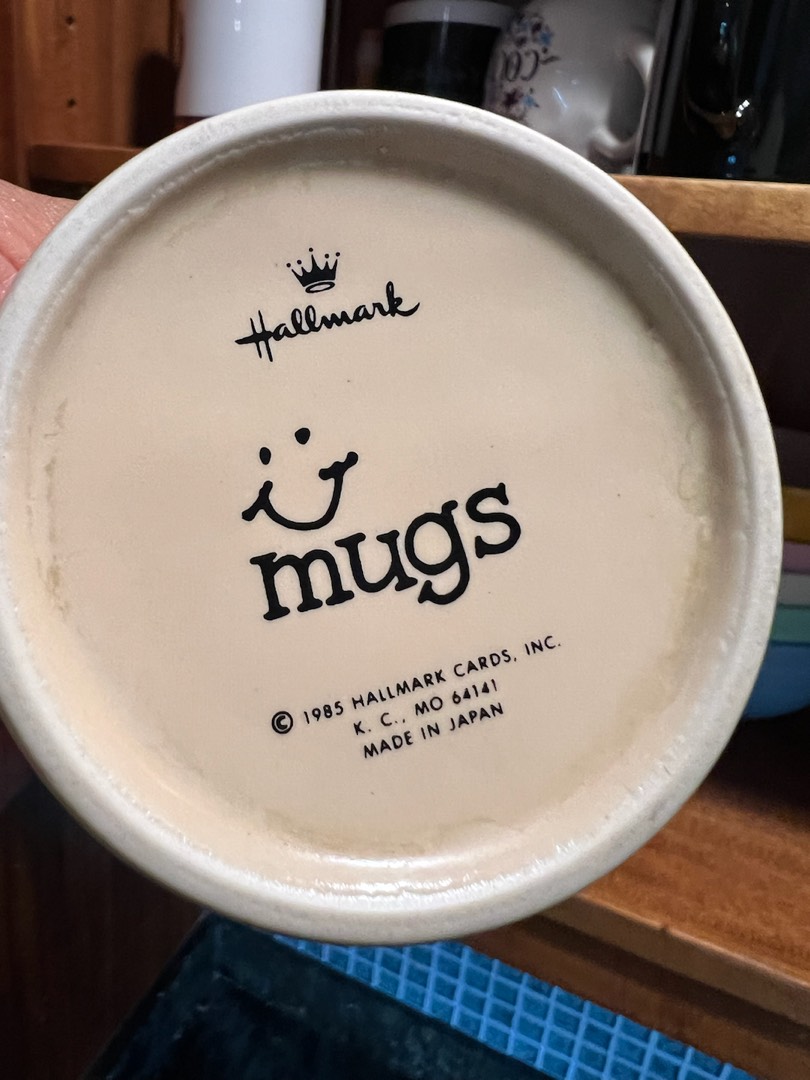 Hallmark
mugs
© 1985 HALLMARK CARDS, INC.
K. C., MO 64141
MADE IN JAPAN